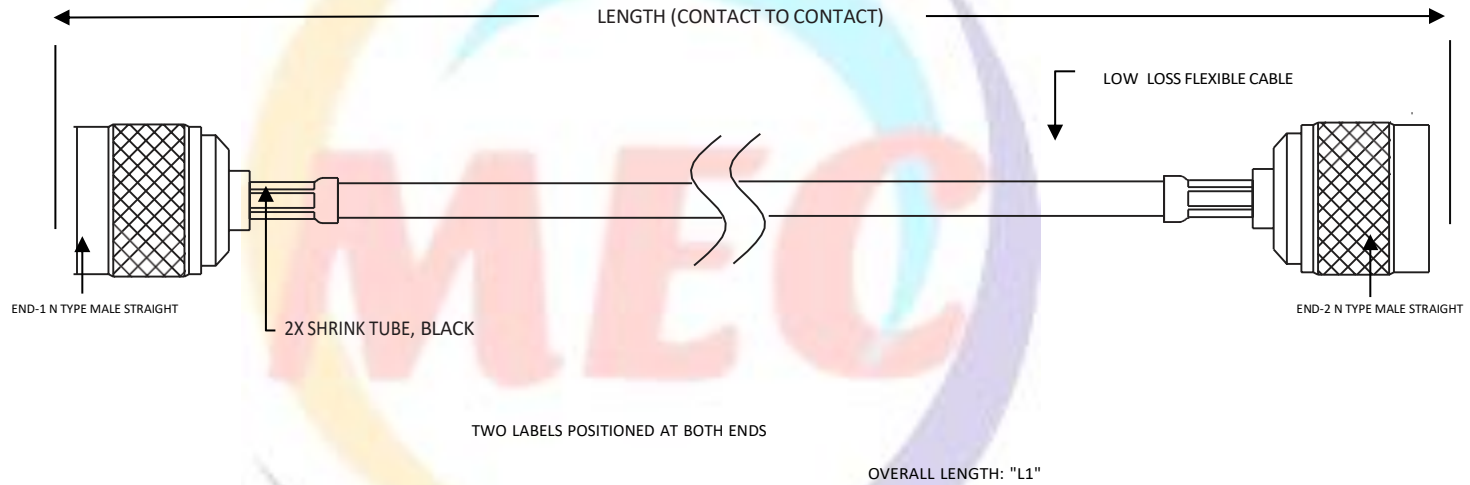 LENGTH (CONTACT TO CONTACT)
LOW LOSS FLEXIBLE CABLE
END-1 N TYPE MALE STRAIGHT
END-2 N TYPE MALE STRAIGHT
2X SHRINK TUBE, BLACK
MEC
TWO LABELS POSITIONED AT BOTH ENDS
OVERALL LENGTH: "L1"